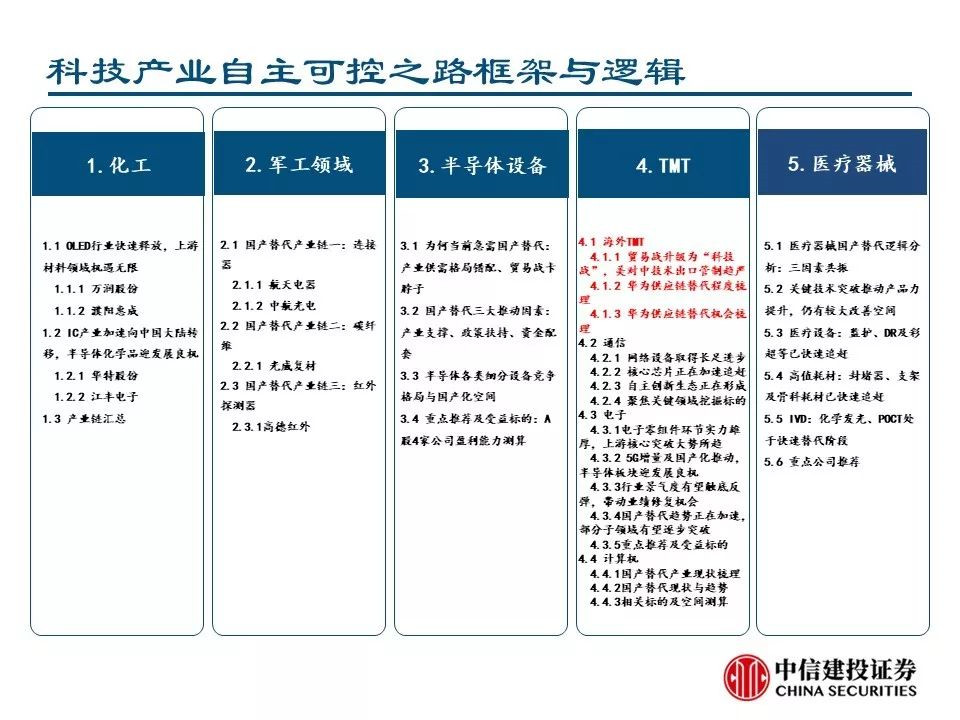 科技产业自主可控之路框架与逻辑
1.化工
1.1 OLED行业快速释放，上游
材料领域机遇无限
1.1.1 万润股份
1.1.2 濮阳惠成
1.2 IC产业加速向中国大陆转
移，半导体化学品迎发展良机
1.2.1 华特股份
1.2.2 江丰电子
1.3 产业链汇总
2.军工领域
2.1 国产替代产业链一：连接
器
2.1.1 航天电器
2.1.2 中航光电
2.2 国产替代产业链二：碳纤
维
2.2.1 光威复材
2.3 国产替代产业链三：红外
探测器
2.3.1高德红外
3.半导体设备
3.1 为何当前急需国产替代：
产业供需格局错配、贸易战卡
脖子
3.2 国产替代三大推动因素：
产业支撑、政策扶持、资金配
套
3.3 半导体各类细分设备竞争
格局与国产化空间
3.4 重点推荐及受益标的：A
股4家公司盈利能力测算
4.TMT
4.1 海外TMT
4.1.1 贸易战升级为“科技
战”，美对中技术出口管制趋严
4.1.2 华为供应链替代程度梳
理
4.1.3 华为供应链替代机会梳
理
4.2 通信
4.2.1 网络设备取得长足进步
4.2.2 核心芯片正在加速追赶
4.2.3 自主创新生态正在形成
4.2.4 聚焦关键领域挖掘标的
4.3 电子
4.3.1电子零组件环节实力雄
厚，上游核心突破大势所趋
4.3.2 5G增量及国产化推动，
半导体板块迎发展良机
4.3.3行业景气度有望触底反
弹，带动业绩修复机会
4.3.4国产替代趋势正在加速，
部分子领域有望逐步突破
4.3.5重点推荐及受益标的
4.4 计算机
4.4.1国产替代产业现状梳理
4.4.2国产替代现状与趋势
4.4.3相关标的及空间测算
5.医疗器械
5.1 医疗器械国产替代逻辑分
析：三因素共振
5.2 关键技术突破推动产品力
提升，仍有较大改善空间
5.3 医疗设备：监护、DR及彩
超等已快速追赶
5.4 高值耗材：封堵器、支架
及骨科耗材已快速追赶
5.5 IVD：化学发光、POCT处
于快速替代阶段
5.6 重点公司推荐
中信建投证券
CHINA SECURITIES